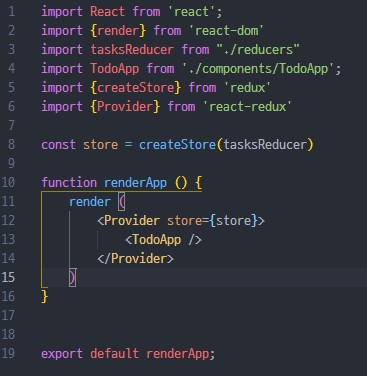 1 import React from 'react';
2 import {render} from 'react-dom'
3 import tasksReducer from "./reducers"
4 import TodoApp from './components/TodoApp';
5 import {createStore} from 'redux'
6 import {Provider} from 'react-redux'
7
8 const store = createStore(tasksReducer)
9
10 function renderApp () {
11 render (
12 <Provider store={store}>
13 <TodoApp />
14 </Provider>
15 )
16 }
17
18
19 export default renderApp;